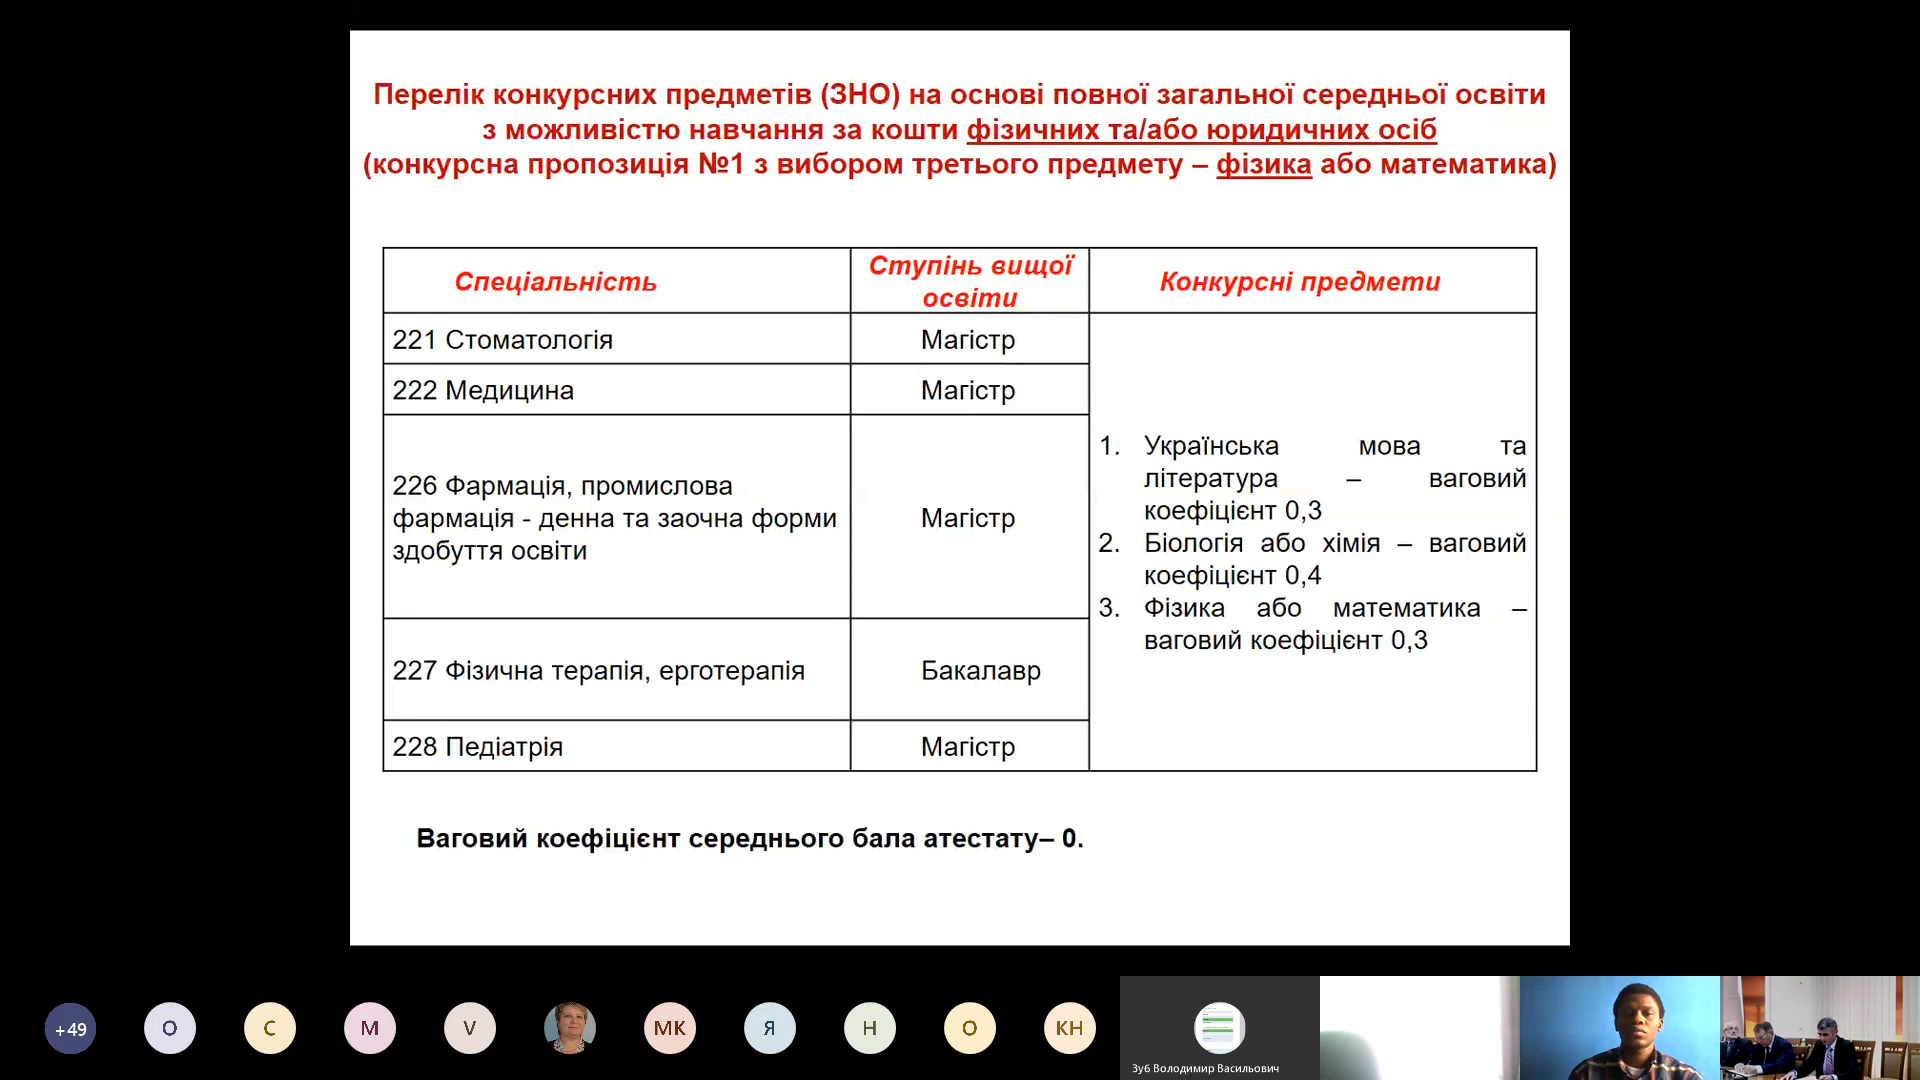 Перелік конкурсних предметів (ЗНО) на основі повної загальної середньої освіти
з можливістю навчання за кошти фізичних та/або юридичних осіб
(конкурсна пропозиція №1 з вибором третього предмету – фізика або математика)
Спеціальність
Ступінь вищої
освіти
Конкурсні предмети
221 Стоматологія
Магістр
222 Медицина
Магістр
226 Фармація, промислова
фармація - денна та заочна форми
здобуття освіти
Магістр
227 Фізична терапія, ерготерапія
Бакалавр
228 Педіатрія
Магістр
1. Українська мова та
література – ваговий
коефіцієнт 0,3
2. Біологія або хімія – ваговий
коефіцієнт 0,4
3. Фізика або математика –
ваговий коефіцієнт 0,3
Ваговий коефіцієнт середнього бала атестату– 0.
+49
О
С
М
V
МК
Я
Н
О
КН
Зуб Володимир Васильович